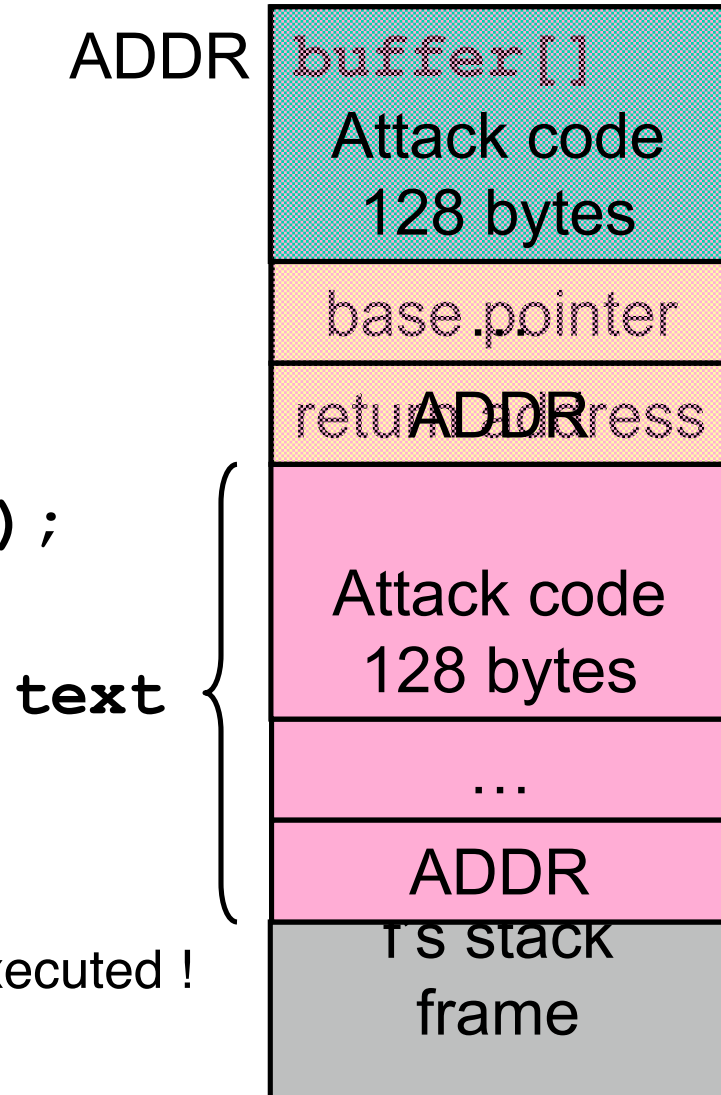 ADDR buffer[]
Attack code
128 bytes
base pointer
…
return address
ADDR
);
Attack code
128 bytes
text
…
ADDR
f's stack
xecuted !
frame